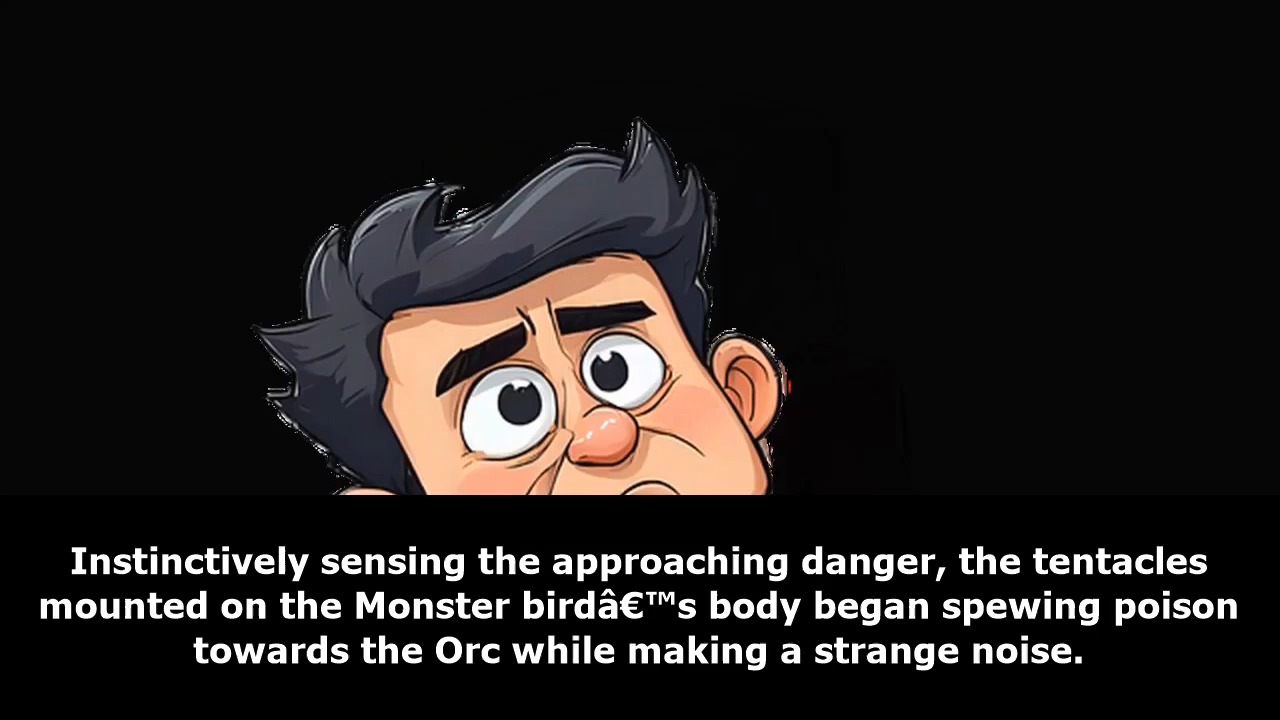 Instinctively sensing the approaching danger, the tentacles
mounted on the Monster birdâ€™s body began spewing poison
towards the Orc while making a strange noise.